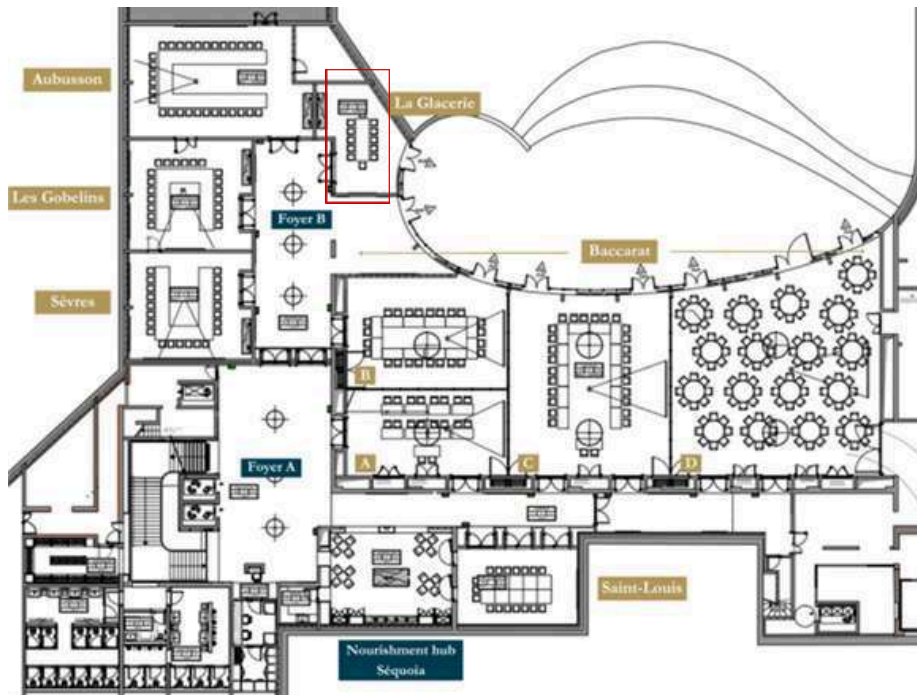 Aubusson
La Glacerie
Les Gobelins
Foyer B
Baccarat
Sèvres
B
A
C
D
Foyer A
Saint-Louis
Nourishment hub
Séquoia